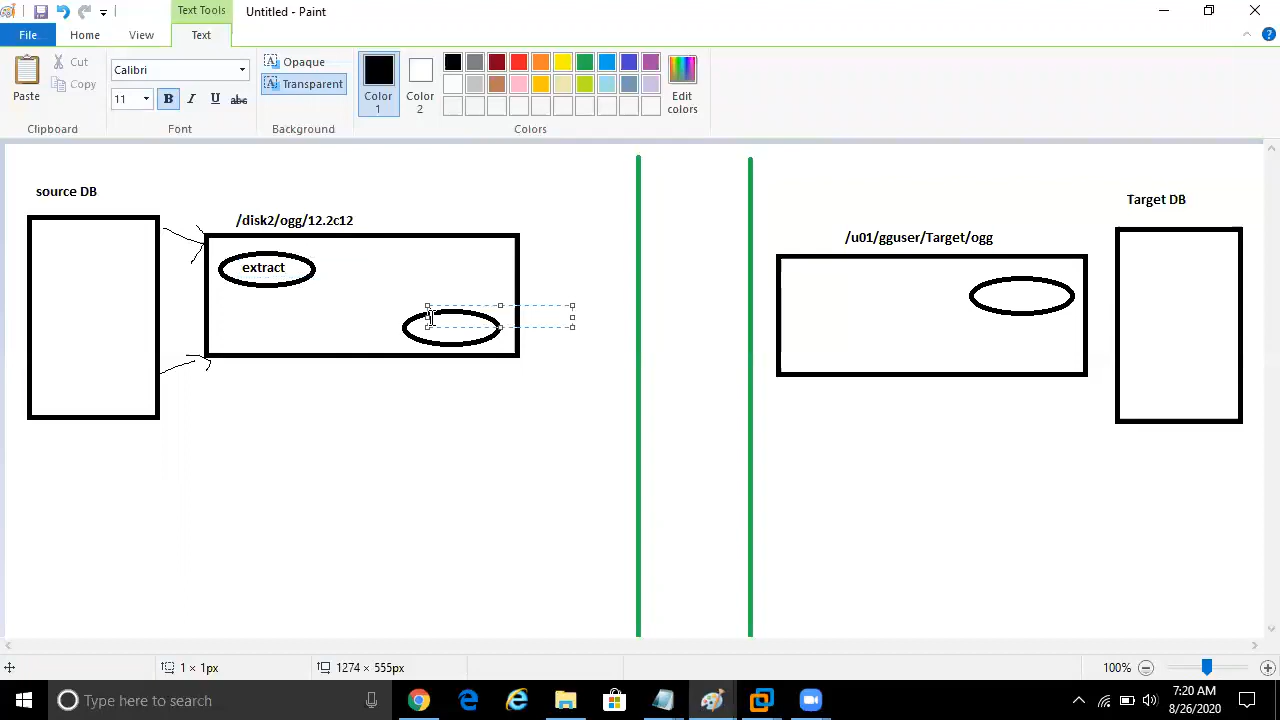 Text Tools
Untitled - Paint
File
Home
View
Text
Paste
Cut
Copy
Clipboard
Calibri
11
B
I
U
abc
Font
Opaque
Transparent
Background
Color 1
Color 2
Edit colors
Colors
source DB
/disk2/ogg/12.2c12
extract
/u01/gguser/Target/ogg
Target DB
1 × 1px
1274 × 555px
100%
Type here to search
7:20 AM
8/26/2020